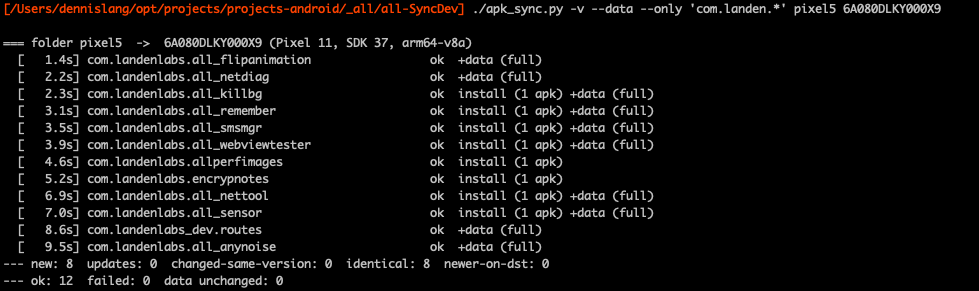 [/Users/dennislang/opt/projects/projects-android/_all/all-SyncDev] ./apk_sync.py -v --data --only 'com.landen.*' pixel5 6A080DLKY000X9
=== folder pixel5  ->  6A080DLKY000X9 (Pixel 11, SDK 37, arm64-v8a)
[   1.4s] com.landenlabs.all_flipanimation ok  +data (full)
[   2.2s] com.landenlabs.all_netdiag ok  +data (full)
[   2.3s] com.landenlabs.all_killbg ok  install (1 apk) +data (full)
[   3.1s] com.landenlabs.all_remember ok  install (1 apk) +data (full)
[   3.5s] com.landenlabs.all_smsmgr ok  install (1 apk) +data (full)
[   3.9s] com.landenlabs.all_webviewtester ok  install (1 apk) +data (full)
[   4.6s] com.landenlabs.allperfimages ok  install (1 apk)
[   5.2s] com.landenlabs.encrypnotes ok  install (1 apk)
[   6.9s] com.landenlabs.all_nettool ok  install (1 apk) +data (full)
[   7.0s] com.landenlabs.all_sensor ok  install (1 apk) +data (full)
[   8.6s] com.landenlabs_dev.routes ok  +data (full)
[   9.5s] com.landenlabs.all_anynoise ok  +data (full)
--- new: 8  updates: 0  changed-same-version: 0  identical: 8  newer-on-dst: 0
--- ok: 12  failed: 0  data unchanged: 0